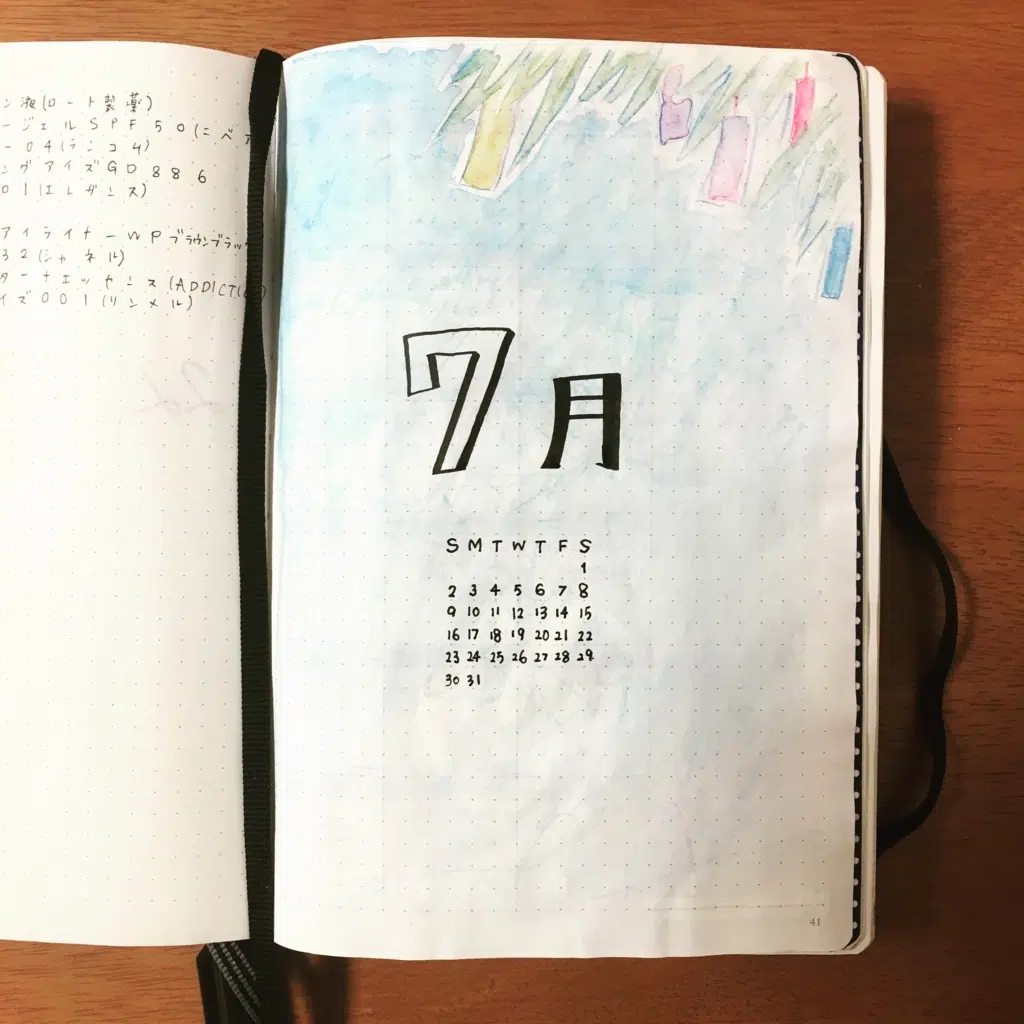 ン液(ロート製薬)
ージェルSPF50(ニベア
ー04(ランコム)
ングアイズGD886
01(エレガンス)
アイライナーWPブラウンブラッ
32(シャネル)
ターナエッセンス(ADDICTI
イズ001(リンメル)
7月
S M T W T F S
1
2 3 4 5 6 7 8
9 10 11 12 13 14 15
16 17 18 19 20 21 22
23 24 25 26 27 28 29
30 31
41